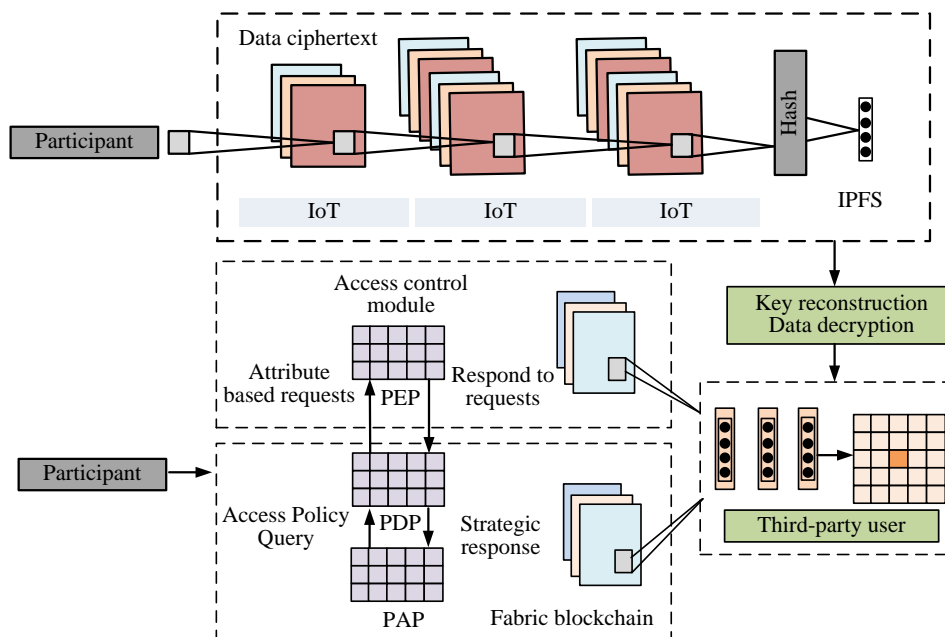 Data ciphertext
Participant
Hash
IoT
IoT
IoT
IPFS
Access control
module
Key reconstruction
Data decryption
Attribute
based requests
PEP
Respond to
requests
Participant
Access Policy
Query
PDP
Strategic
response
Third-party user
PAP
Fabric blockchain